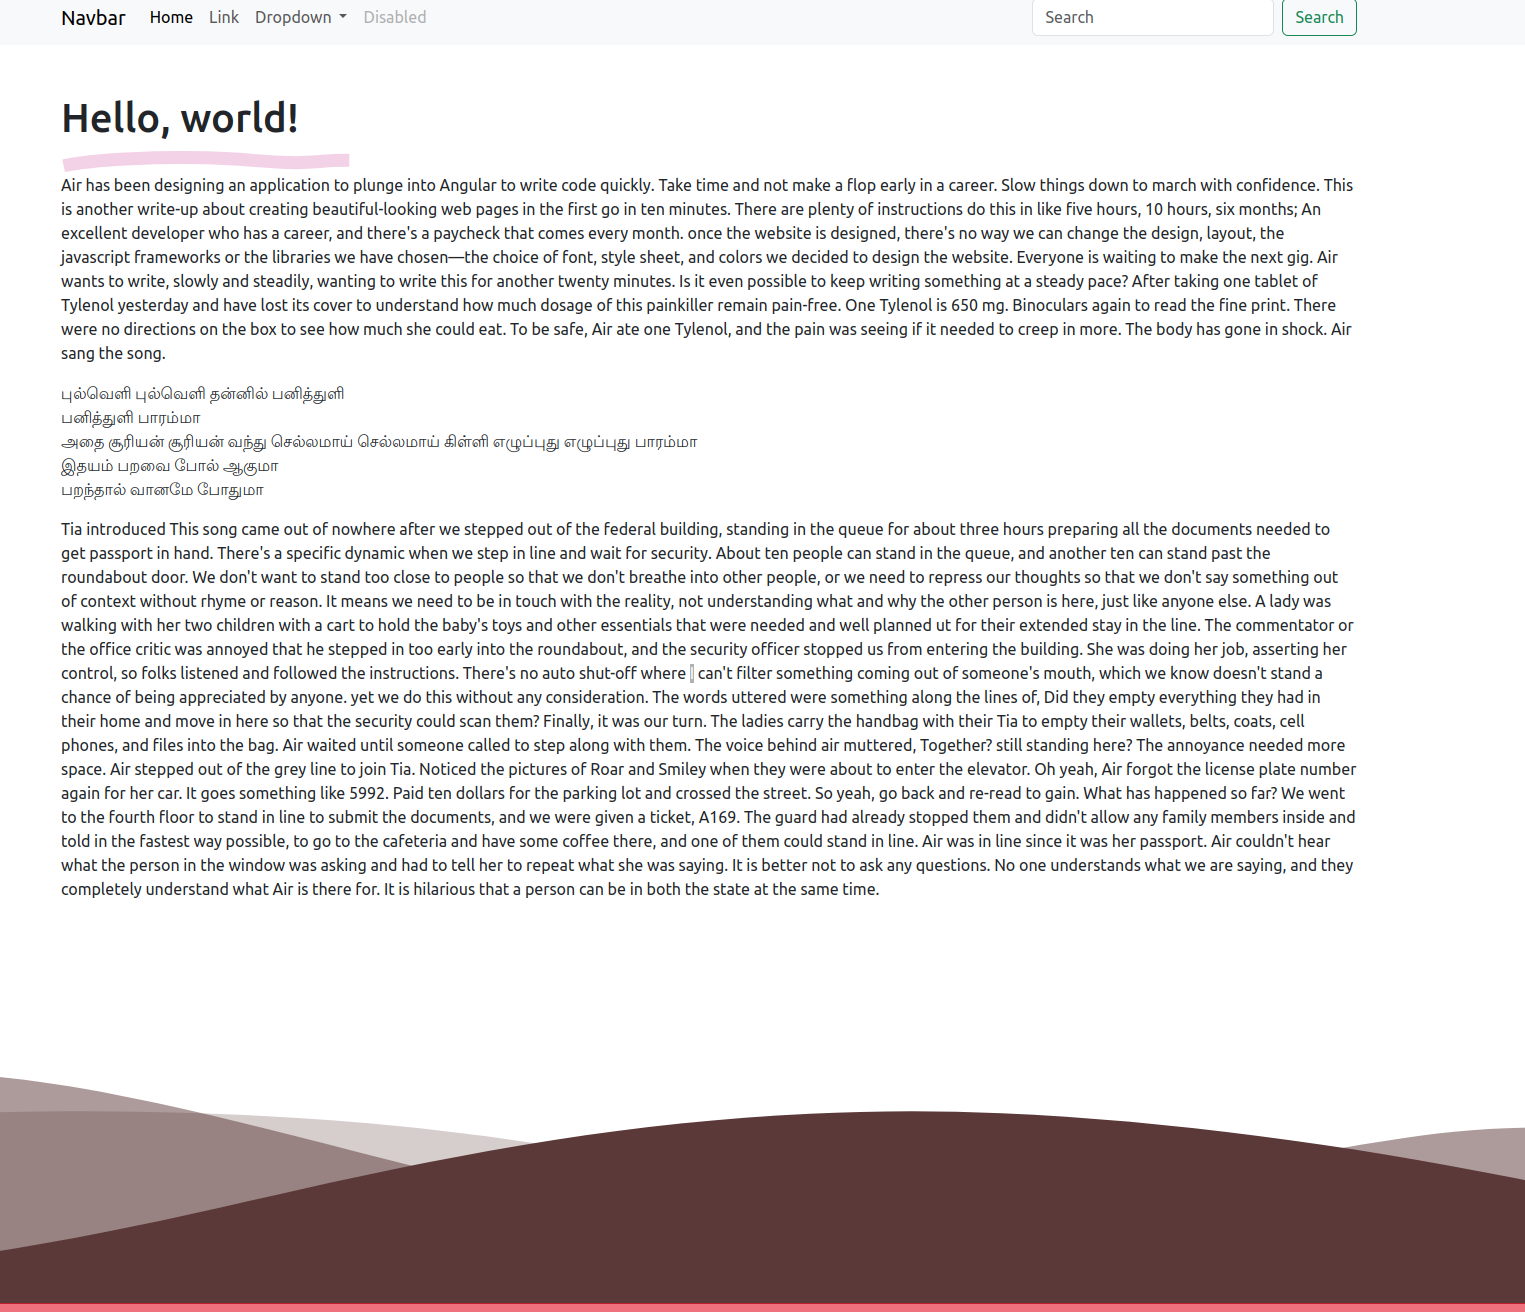 Navbar Home Link Dropdown Disabled Search Search
Hello, world!
Air has been designing an application to plunge into Angular to write code quickly. Take time and not make a flop early in a career. Slow things down to march with confidence. This
is another write-up about creating beautiful-looking web pages in the first go in ten minutes. There are plenty of instructions do this in like five hours, 10 hours, six months; An
excellent developer who has a career, and there's a paycheck that comes every month. once the website is designed, there's no way we can change the design, layout, the
javascript frameworks or the libraries we have chosen—the choice of font, style sheet, and colors we decided to design the website. Everyone is waiting to make the next gig. Air
wants to write, slowly and steadily, wanting to write this for another twenty minutes. Is it even possible to keep writing something at a steady pace? After taking one tablet of
Tylenol yesterday and have lost its cover to understand how much dosage of this painkiller remain pain-free. One Tylenol is 650 mg. Binoculars again to read the fine print. There
were no directions on the box to see how much she could eat. To be safe, Air ate one Tylenol, and the pain was seeing if it needed to creep in more. The body has gone in shock. Air
sang the song.
புல்வெளி புல்வெளி தன்னில் பனித்துளி
பனித்துளி பாரம்மா
அதை சூரியன் சூரியன் வந்து செல்லமாய் செல்லமாய் கிள்ளி எழுப்புது எழுப்புது பாரம்மா
இதயம் பறவை போல் ஆகுமா
பறந்தால் வானமே போதுமா
Tia introduced This song came out of nowhere after we stepped out of the federal building, standing in the queue for about three hours preparing all the documents needed to
get passport in hand. There's a specific dynamic when we step in line and wait for security. About ten people can stand in the queue, and another ten can stand past the
roundabout door. We don't want to stand too close to people so that we don't breathe into other people, or we need to repress our thoughts so that we don't say something out
of context without rhyme or reason. It means we need to be in touch with the reality, not understanding what and why the other person is here, just like anyone else. A lady was
walking with her two children with a cart to hold the baby's toys and other essentials that were needed and well planned ut for their extended stay in the line. The commentator or
the office critic was annoyed that he stepped in too early into the roundabout, and the security officer stopped us from entering the building. She was doing her job, asserting her
control, so folks listened and followed the instructions. There's no auto shut-off where can't filter something coming out of someone's mouth, which we know doesn't stand a
chance of being appreciated by anyone. yet we do this without any consideration. The words uttered were something along the lines of, Did they empty everything they had in
their home and move in here so that the security could scan them? Finally, it was our turn. The ladies carry the handbag with their Tia to empty their wallets, belts, coats, cell
phones, and files into the bag. Air waited until someone called to step along with them. The voice behind air muttered, Together? still standing here? The annoyance needed more
space. Air stepped out of the grey line to join Tia. Noticed the pictures of Roar and Smiley when they were about to enter the elevator. Oh yeah, Air forgot the license plate number
again for her car. It goes something like 5992. Paid ten dollars for the parking lot and crossed the street. So yeah, go back and re-read to gain. What has happened so far? We went
to the fourth floor to stand in line to submit the documents, and we were given a ticket, A169. The guard had already stopped them and didn't allow any family members inside and
told in the fastest way possible, to go to the cafeteria and have some coffee there, and one of them could stand in line. Air was in line since it was her passport. Air couldn't hear
what the person in the window was asking and had to tell her to repeat what she was saying. It is better not to ask any questions. No one understands what we are saying, and they
completely understand what Air is there for. It is hilarious that a person can be in both the state at the same time.